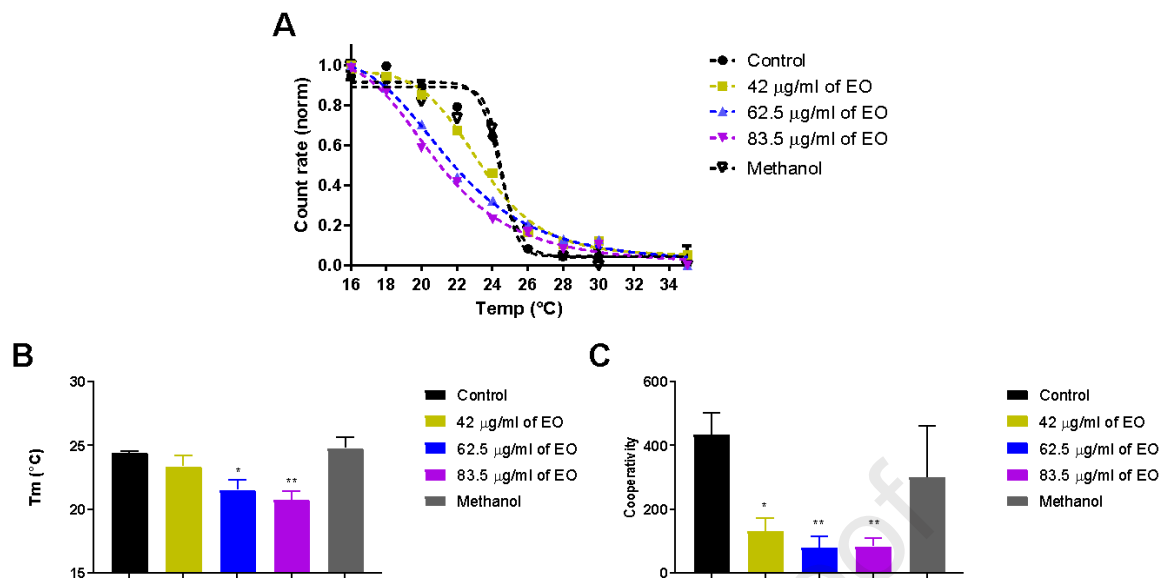 A
Count rate (norm)
1.0
0.8
0.6
0.4
0.2
0.0
16 18 20 22 24 26 28 30 32 34
Temp (°C)
Control
42 μg/ml of EO
62.5 μg/ml of EO
83.5 μg/ml of EO
Methanol
B
Tm (°C)
30
25
20
15
* **
Control
42 μg/ml of EO
62.5 μg/ml of EO
83.5 μg/ml of EO
Methanol
C
Cooperativity
600
400
200
0
* ** **
Control
42 μg/ml of EO
62.5 μg/ml of EO
83.5 μg/ml of EO
Methanol
oof